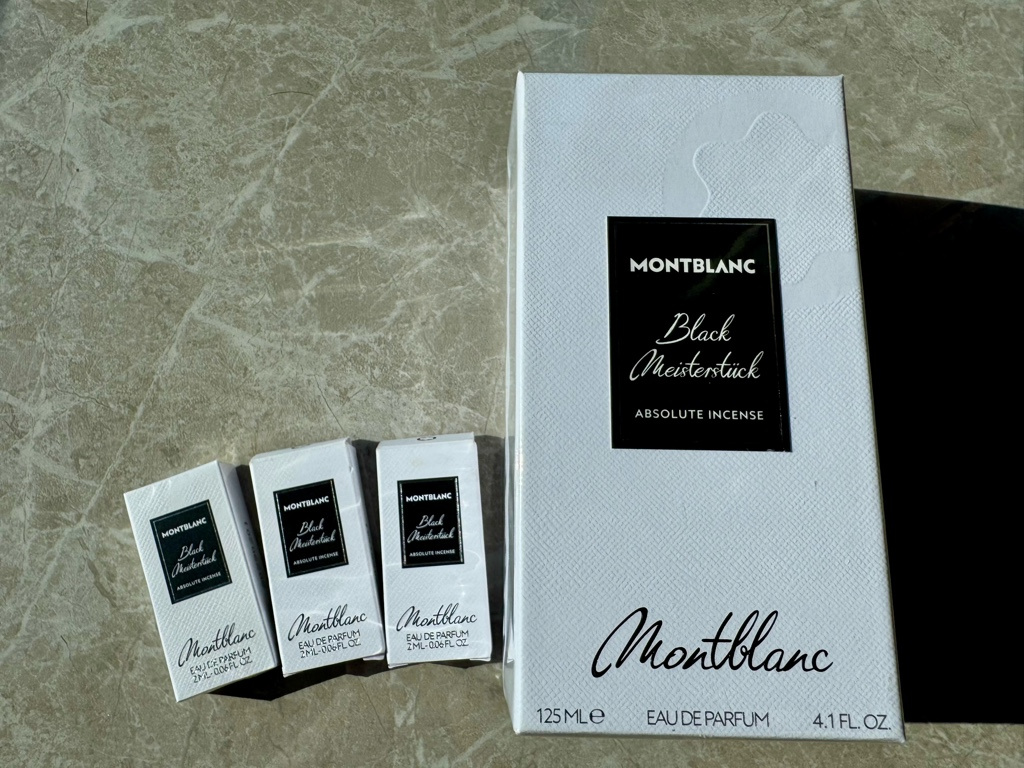 MONTBLANC
Black
Meisterstück
ABSOLUTE INCENSE
Montblanc
EAU DE PARFUM
2 ML-0.06 FL OZ.
MONTBLANC
Black
Meisterstück
ABSOLUTE INCENSE
Montblanc
EAU DE PARFUM
2 ML-0.06 FL OZ.
MONTBLANC
Black
Meisterstück
ABSOLUTE INCENSE
Montblanc
EAU DE PARFUM
2 ML-0.06 FL OZ.
MONTBLANC
Black
Meisterstück
ABSOLUTE INCENSE
Montblanc
125 ML e EAU DE PARFUM 4.1 FL. OZ.